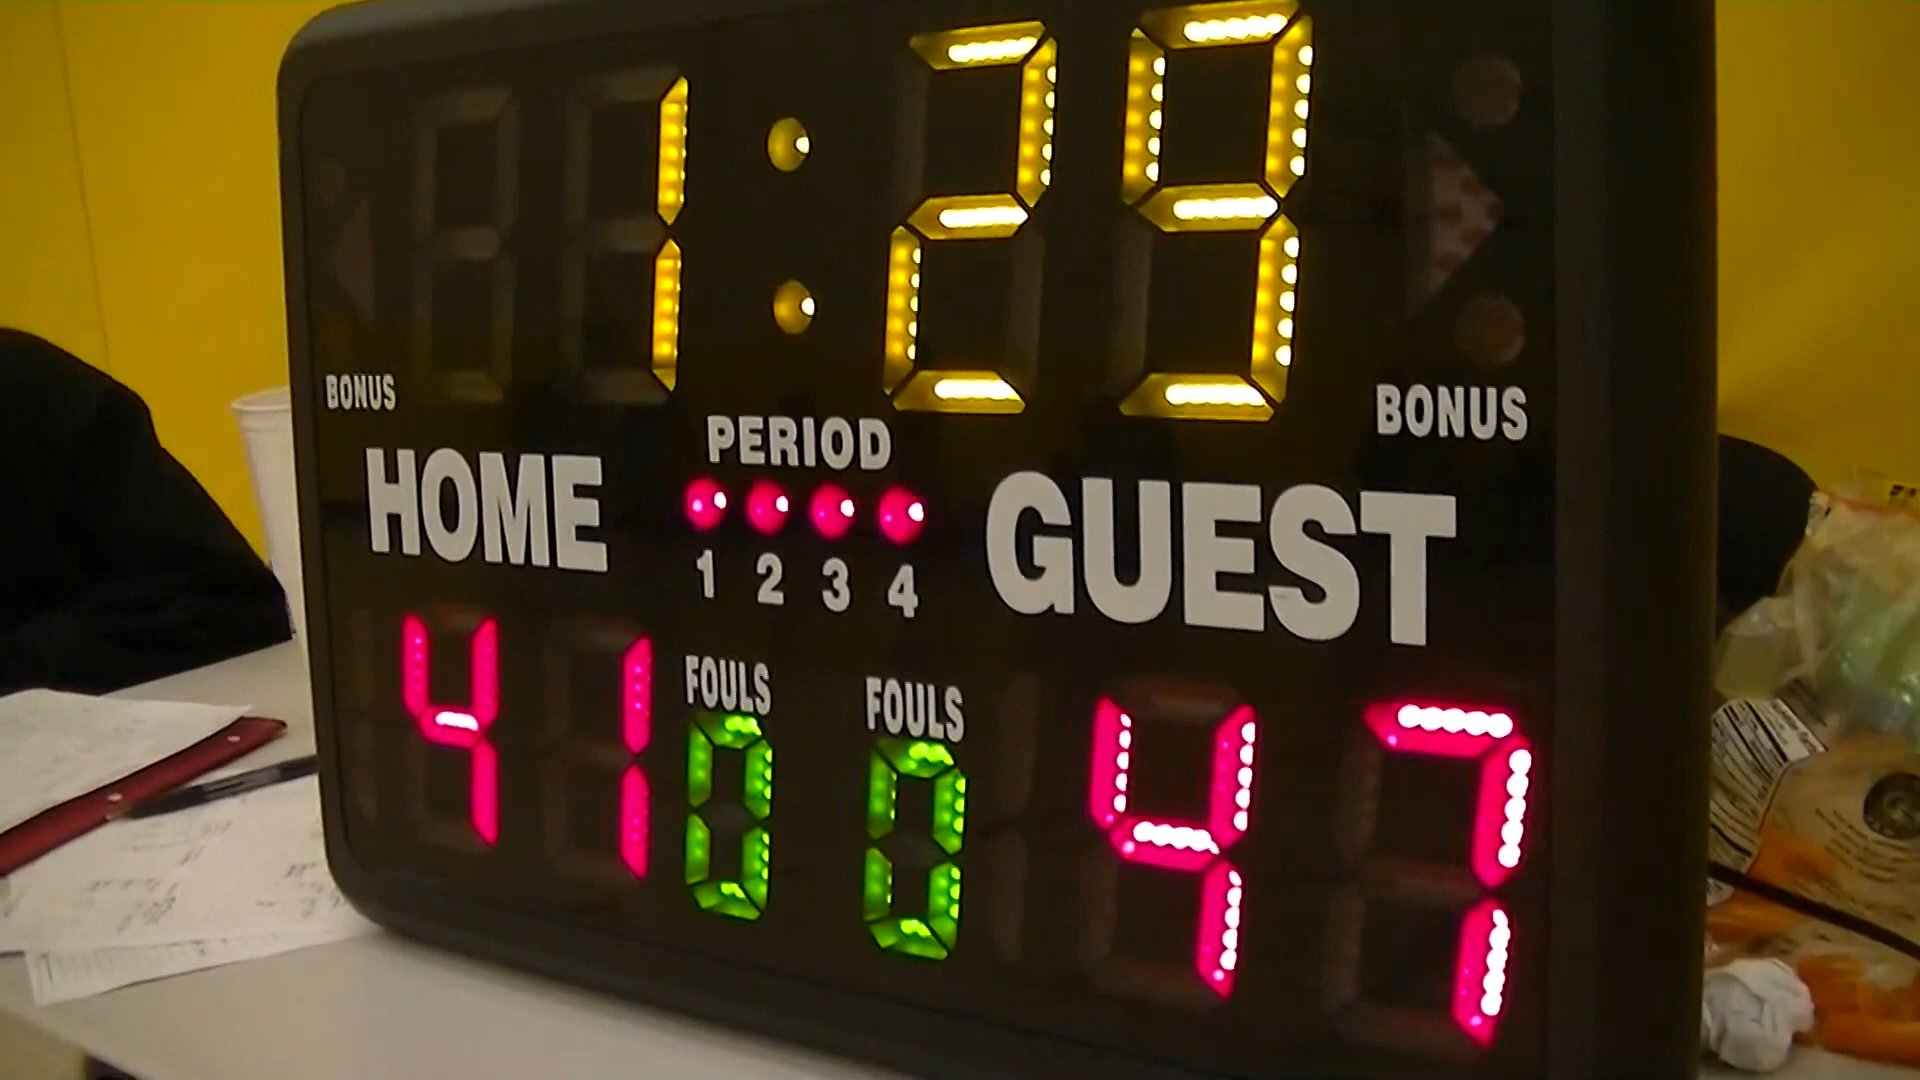 1:29
BONUS
BONUS
PERIOD
HOME
GUEST
1 2 3 4
FOULS
FOULS
41
0
0
47